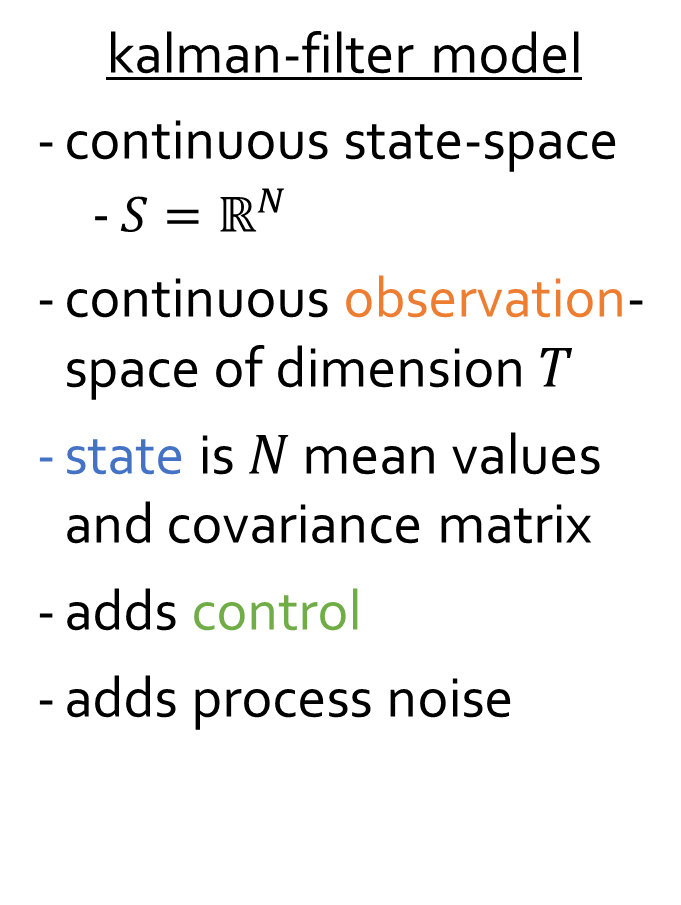 kalman-filter model
- continuous state-space
- S = ℝᴺ
- continuous observation-
space of dimension T
- state is N mean values
and covariance matrix
- adds control
- adds process noise